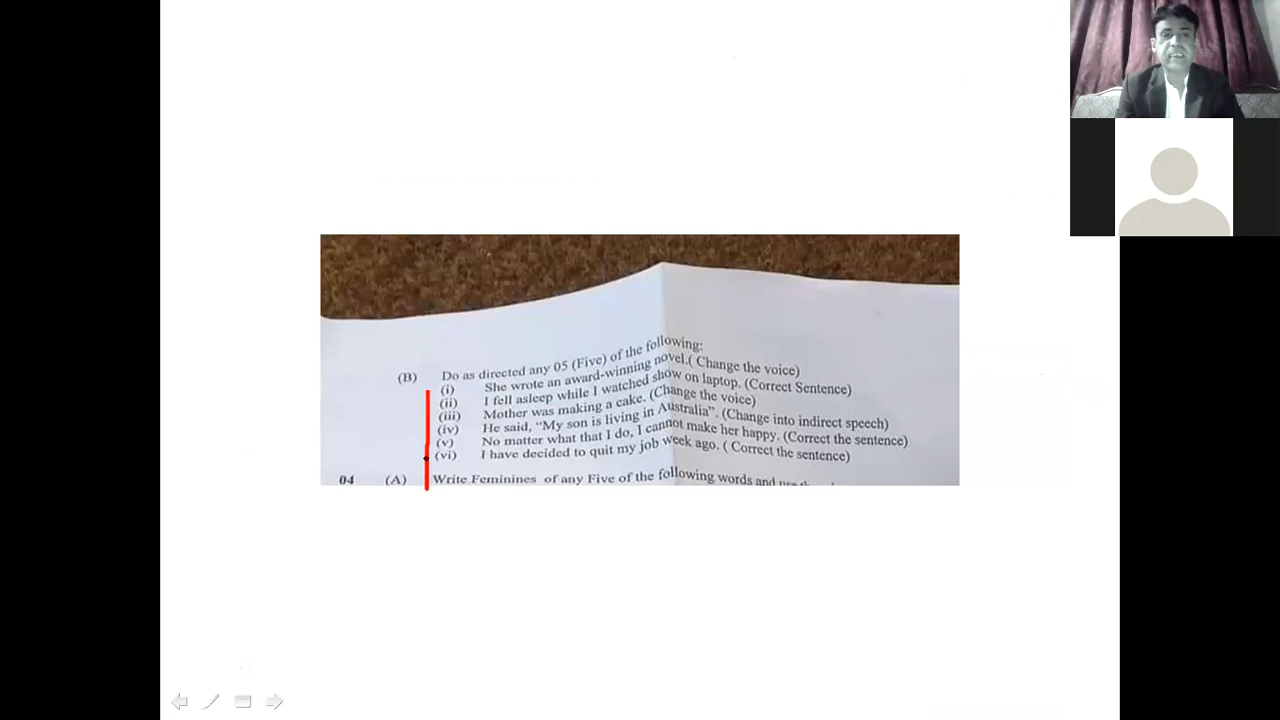 (B) Do as directed any 05 (Five) of the following:
(i) She wrote an award-winning novel.( Change the voice)
(ii) I fell asleep while I watched show on laptop. (Correct Sentence)
(iii) Mother was making a cake. (Change the voice)
(iv) He said, “My son is living in Australia”. (Change into indirect speech)
(v) No matter what that I do, I cannot make her happy. (Correct the sentence)
(vi) I have decided to quit my job week ago. ( Correct the sentence)
04 (A) Write Feminines of any Five of the following words and